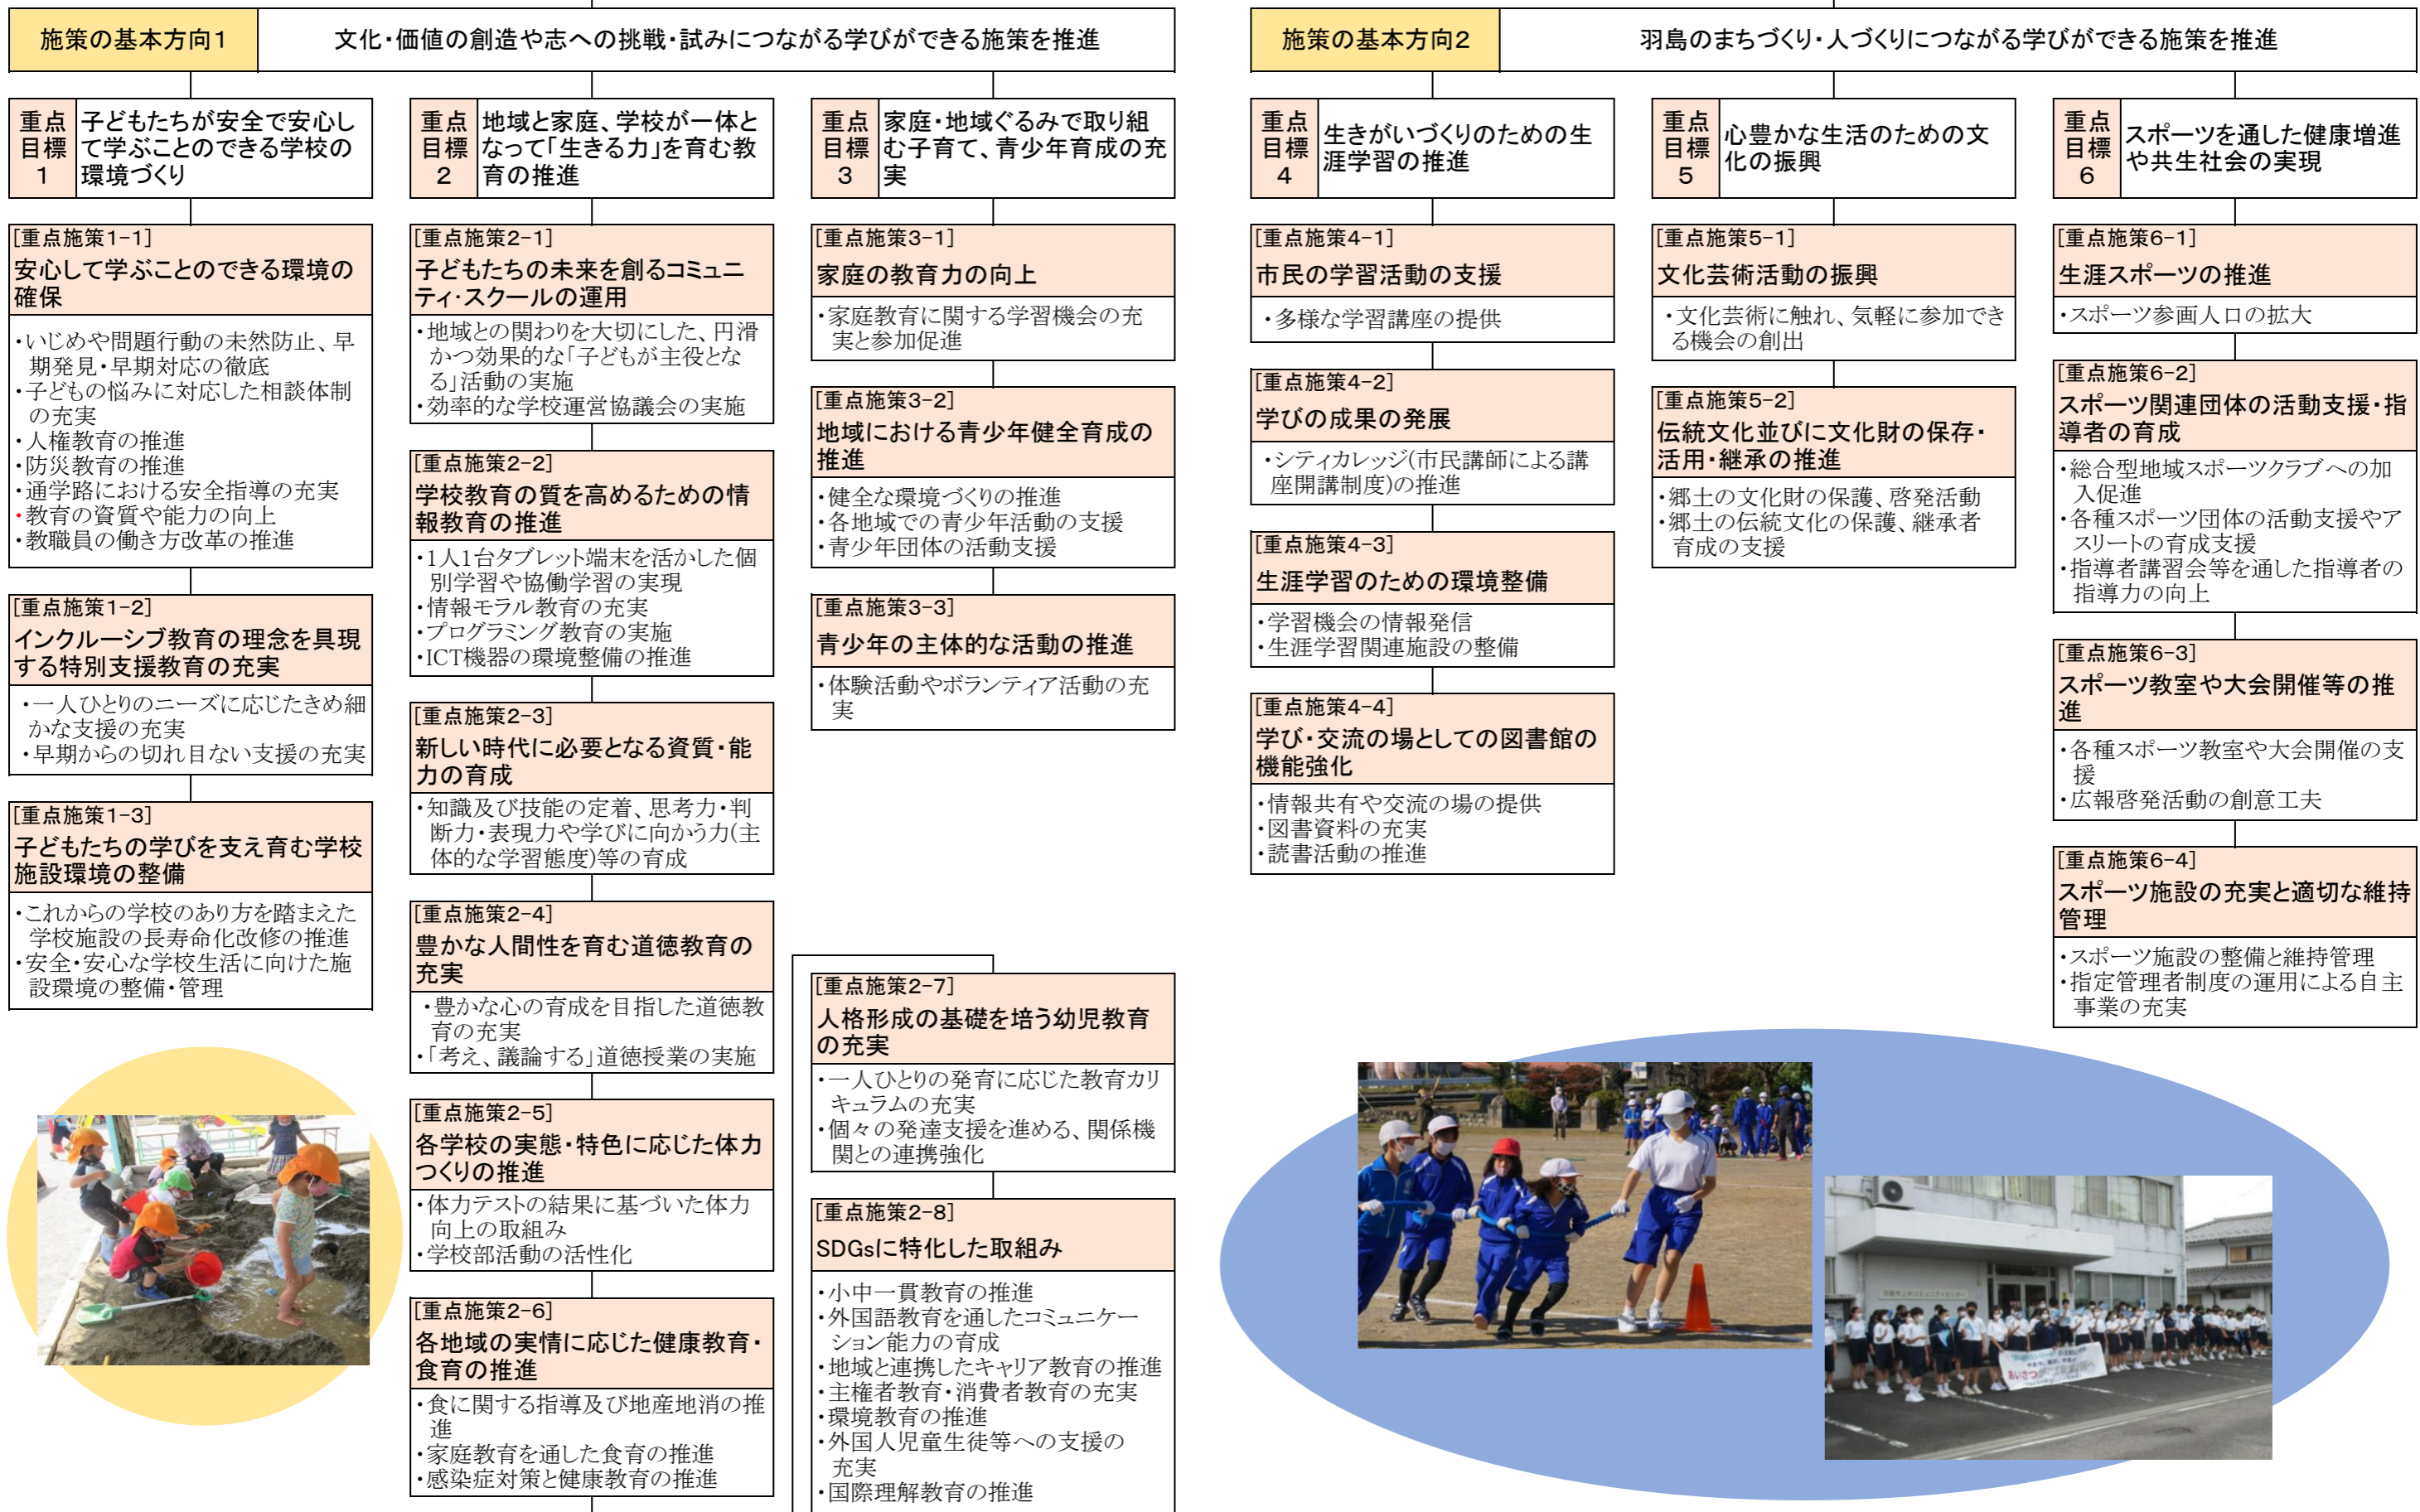 施策の基本方向1
文化・価値の創造や志への挑戦・試みにつながる学びができる施策を推進
重点
目標
1
子どもたちが安全で安心し
て学ぶことのできる学校の
環境づくり
[重点施策1-1]
安心して学ぶことのできる環境の
確保
・いじめや問題行動の未然防止、早
期発見・早期対応の徹底
・子どもの悩みに対応した相談体制
の充実
・人権教育の推進
・防災教育の推進
・通学路における安全指導の充実
・教育の資質や能力の向上
・教職員の働き方改革の推進
[重点施策1-2]
インクルーシブ教育の理念を具現
する特別支援教育の充実
・一人ひとりのニーズに応じたきめ細
かな支援の充実
・早期からの切れ目ない支援の充実
[重点施策1-3]
子どもたちの学びを支え育む学校
施設環境の整備
・これからの学校のあり方を踏まえた
学校施設の長寿命化改修の推進
・安全・安心な学校生活に向けた施
設環境の整備・管理
重点
目標
2
地域と家庭、学校が一体と
なって「生きる力」を育む教
育の推進
[重点施策2-1]
子どもたちの未来を創るコミュニ
ティ・スクールの運用
・地域との関わりを大切にした、円滑
かつ効果的な「子どもが主役とな
る」活動の実施
・効率的な学校運営協議会の実施
[重点施策2-2]
学校教育の質を高めるための情
報教育の推進
・1人1台タブレット端末を活かした個
別学習や協働学習の実現
・情報モラル教育の充実
・プログラミング教育の実施
・ICT機器の環境整備の推進
[重点施策2-3]
新しい時代に必要となる資質・能
力の育成
・知識及び技能の定着、思考力・判
断力・表現力や学びに向かう力(主
体的な学習態度)等の育成
[重点施策2-4]
豊かな人間性を育む道徳教育の
充実
・豊かな心の育成を目指した道徳教
育の充実
・「考え、議論する」道徳授業の実施
[重点施策2-5]
各学校の実態・特色に応じた体力
つくりの推進
・体力テストの結果に基づいた体力
向上の取組み
・学校部活動の活性化
[重点施策2-6]
各地域の実情に応じた健康教育・
食育の推進
・食に関する指導及び地産地消の推
進
・家庭教育を通した食育の推進
・感染症対策と健康教育の推進
重点
目標
3
家庭・地域ぐるみで取り組
む子育て、青少年育成の充
実
[重点施策3-1]
家庭の教育力の向上
・家庭教育に関する学習機会の充
実と参加促進
[重点施策3-2]
地域における青少年健全育成の
推進
・健全な環境づくりの推進
・各地域での青少年活動の支援
・青少年団体の活動支援
[重点施策3-3]
青少年の主体的な活動の推進
・体験活動やボランティア活動の充
実
[重点施策2-7]
人格形成の基礎を培う幼児教育
の充実
・一人ひとりの発育に応じた教育カリ
キュラムの充実
・個々の発達支援を進める、関係機
関との連携強化
[重点施策2-8]
SDGsに特化した取組み
・小中一貫教育の推進
・外国語教育を通したコミュニケー
ション能力の育成
・地域と連携したキャリア教育の推進
・主権者教育・消費者教育の充実
・環境教育の推進
・外国人児童生徒等への支援の
充実
・国際理解教育の推進
施策の基本方向2
羽島のまちづくり・人づくりにつながる学びができる施策を推進
重点
目標
4
生きがいづくりのための生
涯学習の推進
[重点施策4-1]
市民の学習活動の支援
・多様な学習講座の提供
[重点施策4-2]
学びの成果の発展
・シティカレッジ(市民講師による講
座開講制度)の推進
[重点施策4-3]
生涯学習のための環境整備
・学習機会の情報発信
・生涯学習関連施設の整備
[重点施策4-4]
学び・交流の場としての図書館の
機能強化
・情報共有や交流の場の提供
・図書資料の充実
・読書活動の推進
重点
目標
5
心豊かな生活のための文
化の振興
[重点施策5-1]
文化芸術活動の振興
・文化芸術に触れ、気軽に参加でき
る機会の創出
[重点施策5-2]
伝統文化並びに文化財の保存・
活用・継承の推進
・郷土の文化財の保護、啓発活動
・郷土の伝統文化の保護、継承者
育成の支援
重点
目標
6
スポーツを通した健康増進
や共生社会の実現
[重点施策6-1]
生涯スポーツの推進
・スポーツ参画人口の拡大
[重点施策6-2]
スポーツ関連団体の活動支援・指
導者の育成
・総合型地域スポーツクラブへの加
入促進
・各種スポーツ団体の活動支援やア
スリートの育成支援
・指導者講習会等を通した指導者の
指導力の向上
[重点施策6-3]
スポーツ教室や大会開催等の推
進
・各種スポーツ教室や大会開催の支
援
・広報啓発活動の創意工夫
[重点施策6-4]
スポーツ施設の充実と適切な維持
管理
・スポーツ施設の整備と維持管理
・指定管理者制度の運用による自主
事業の充実
あいさつ